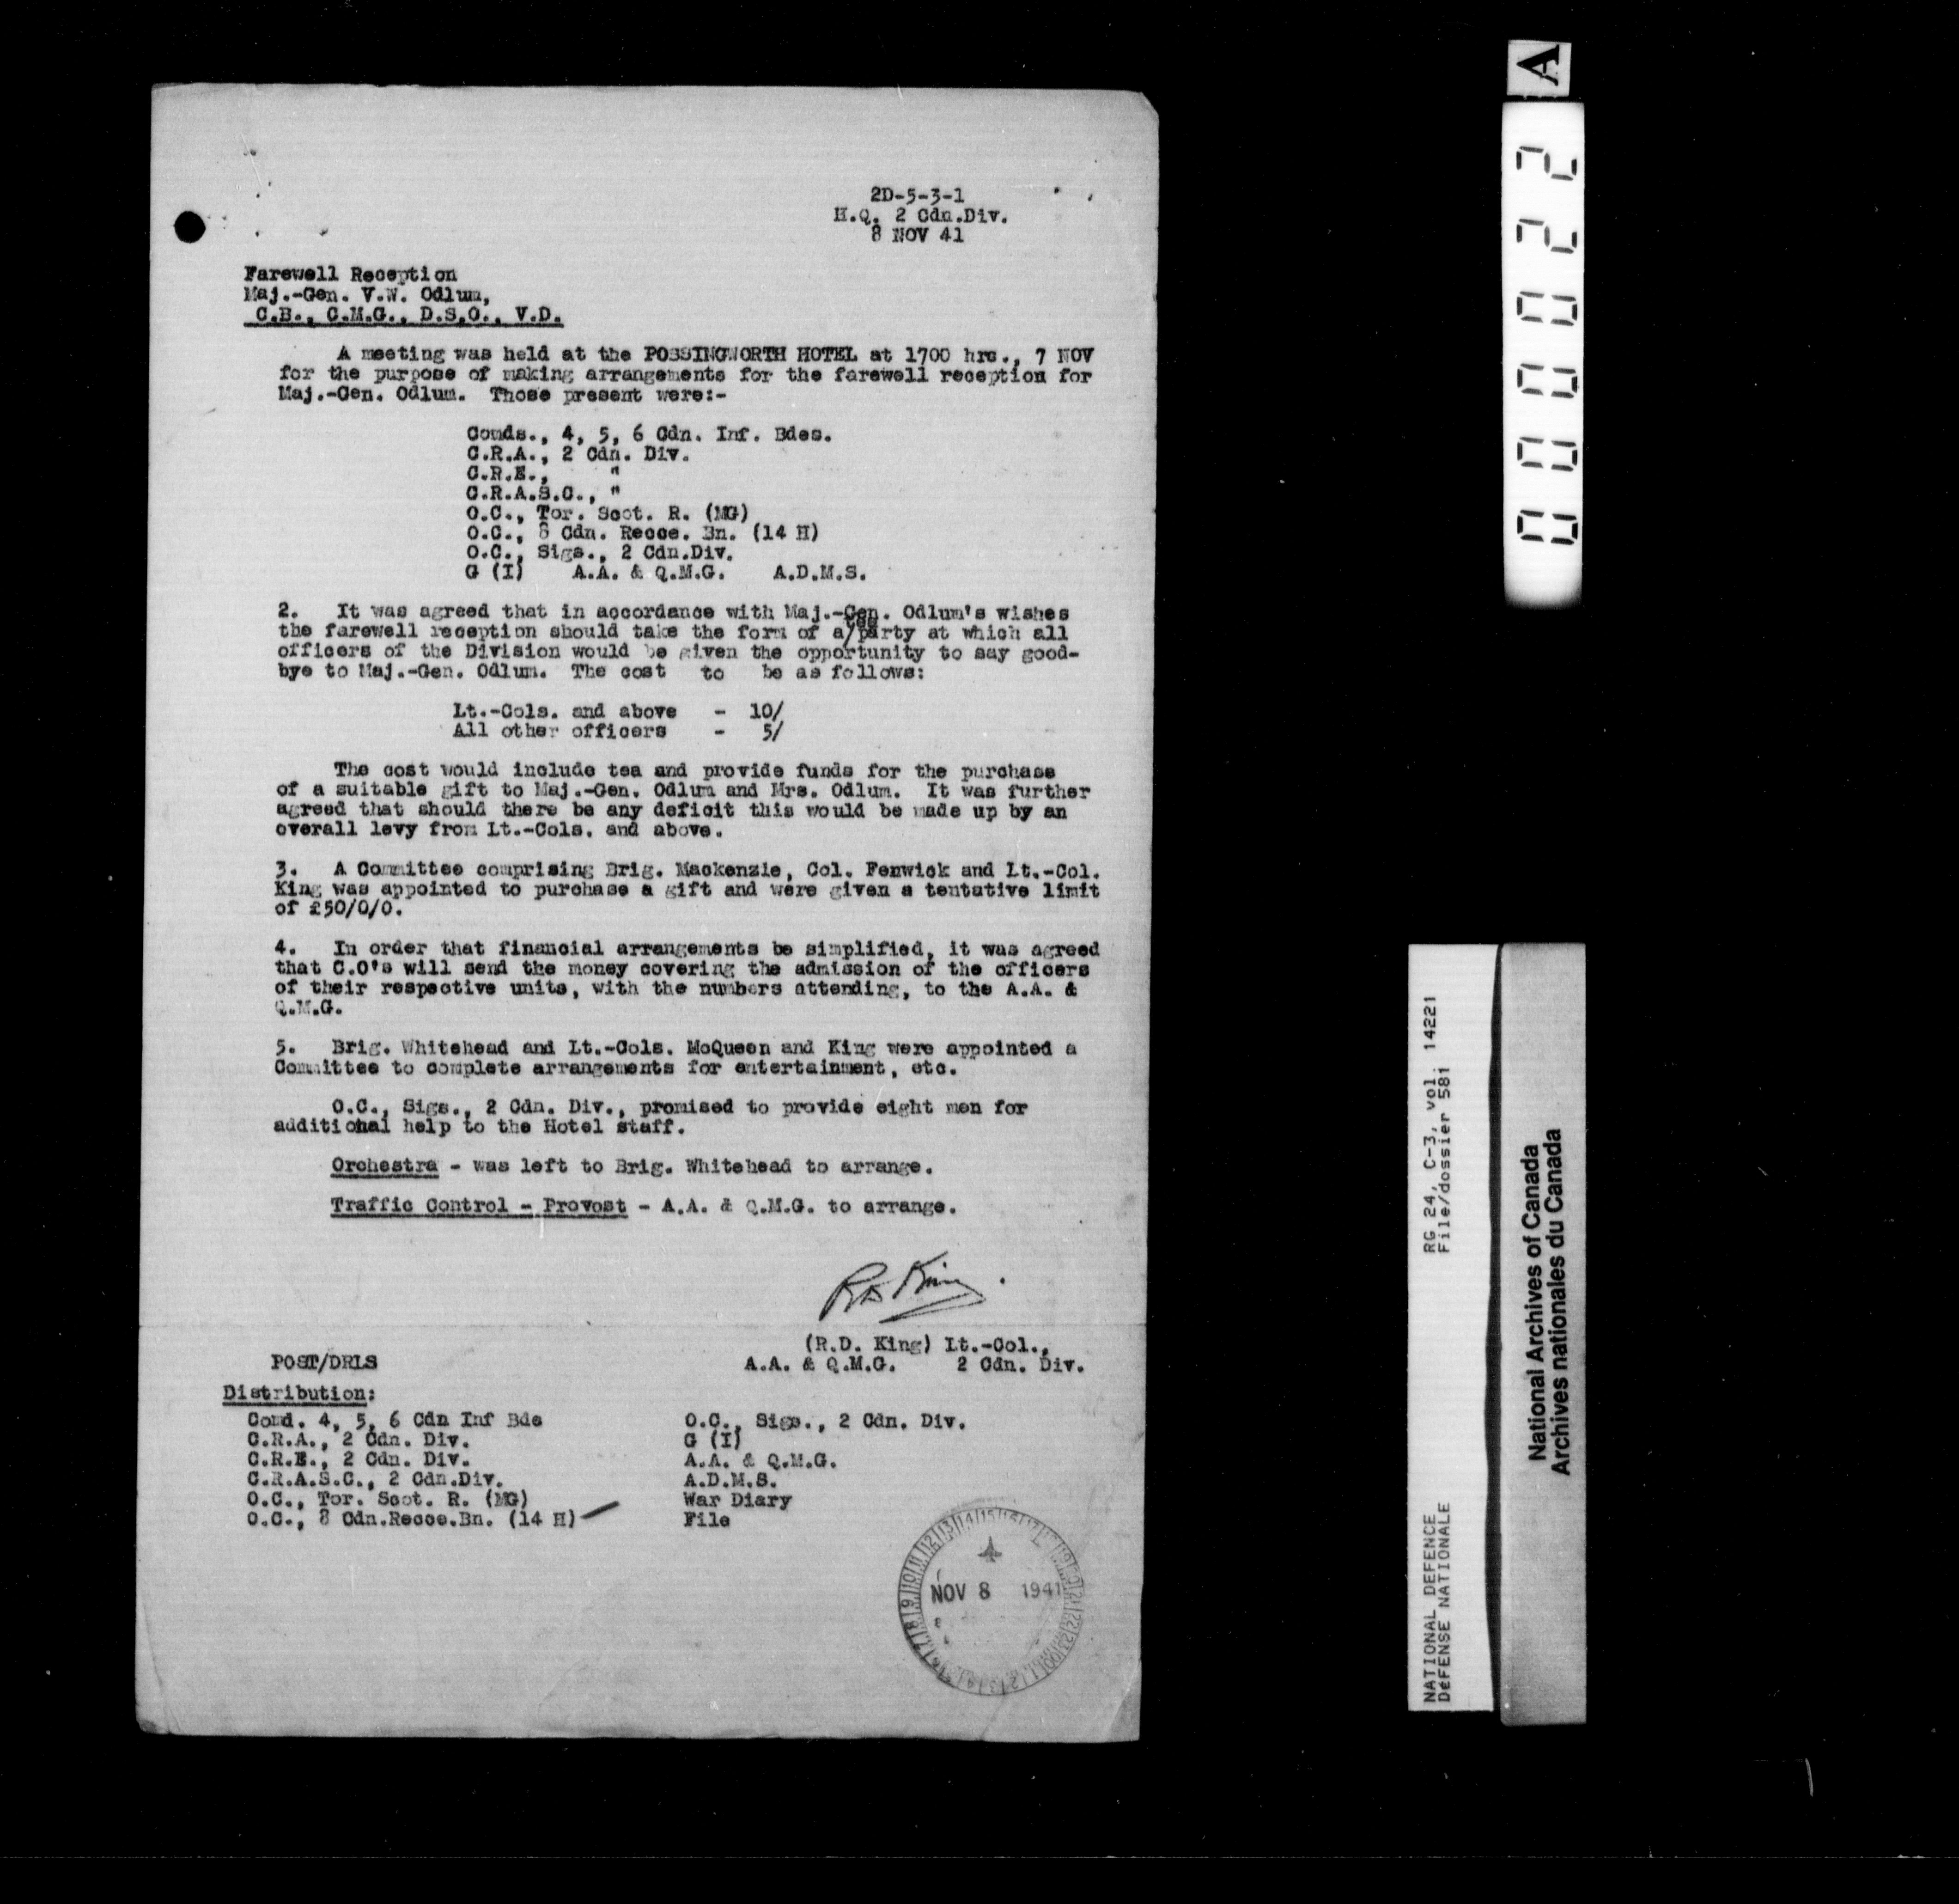 2D-5-3-1
H.Q. 2 Cdn.Div.
8 NOV 41
Farewell Reception
Maj.-Gen. V.W. Odlum,
C.B., C.M.G., D.S.O., V.D.
A meeting was held at the POSSINGWORTH HOTEL at 1700 hrs., 7 NOV
for the purpose of making arrangements for the farewell reception for
Maj.-Gen. Odlum. Those present were:-
Comds., 4, 5, 6 Cdn. Inf. Bdes.
C.R.A., 2 Cdn. Div.
C.R.E., "
C.R.A.S.C., "
O.C., Tor. Scot. R. (MG)
O.C., 8 Cdn. Recce. Bn. (14 H)
O.C., Sigs., 2 Cdn.Div.
G (I) A.A. & Q.M.G. A.D.M.S.
2. It was agreed that in accordance with Maj.-Gen. Odlum's wishes
the farewell reception should take the form of a/tea party at which all
officers of the Division would be given the opportunity to say good-
bye to Maj.-Gen. Odlum. The cost to be as follows:
Lt.-Cols. and above - 10/
All other officers - 5/
The cost would include tea and provide funds for the purchase
of a suitable gift to Maj.-Gen. Odlum and Mrs. Odlum. It was further
agreed that should there be any deficit this would be made up by an
overall levy from Lt.-Cols. and above.
3. A Committee comprising Brig. Mackenzie, Col. Fenwick and Lt.-Col.
King was appointed to purchase a gift and were given a tentative limit
of £50/0/0.
4. In order that financial arrangements be simplified, it was agreed
that C.O's will send the money covering the admission of the officers
of their respective units, with the numbers attending, to the A.A. &
Q.M.G.
5. Brig. Whitehead and Lt.-Cols. McQueen and King were appointed a
Committee to complete arrangements for entertainment, etc.
O.C., Sigs., 2 Cdn. Div., promised to provide eight men for
additional help to the Hotel staff.
Orchestra - was left to Brig. Whitehead to arrange.
Traffic Control - Provost - A.A. & Q.M.G. to arrange.
RD King
(R.D. King) Lt.-Col.,
A.A. & Q.M.G. 2 Cdn. Div.
POST/DRLS
Distribution:
Comd. 4, 5, 6 Cdn Inf Bde
C.R.A., 2 Cdn. Div.
C.R.E., 2 Cdn. Div.
C.R.A.S.C., 2 Cdn.Div.
O.C., Tor. Scot. R. (MG)
O.C., 8 Cdn.Recce.Bn. (14 H)
O.C., Sigs., 2 Cdn. Div.
G (I)
A.A. & Q.M.G.
A.D.M.S.
War Diary
File
NOV 8 1941
A
000022
RG 24, C-3, vol. 14221
File/dossier 581
NATIONAL DEFENCE
DéFENSE NATIONALE
National Archives of Canada
Archives nationales du Canada